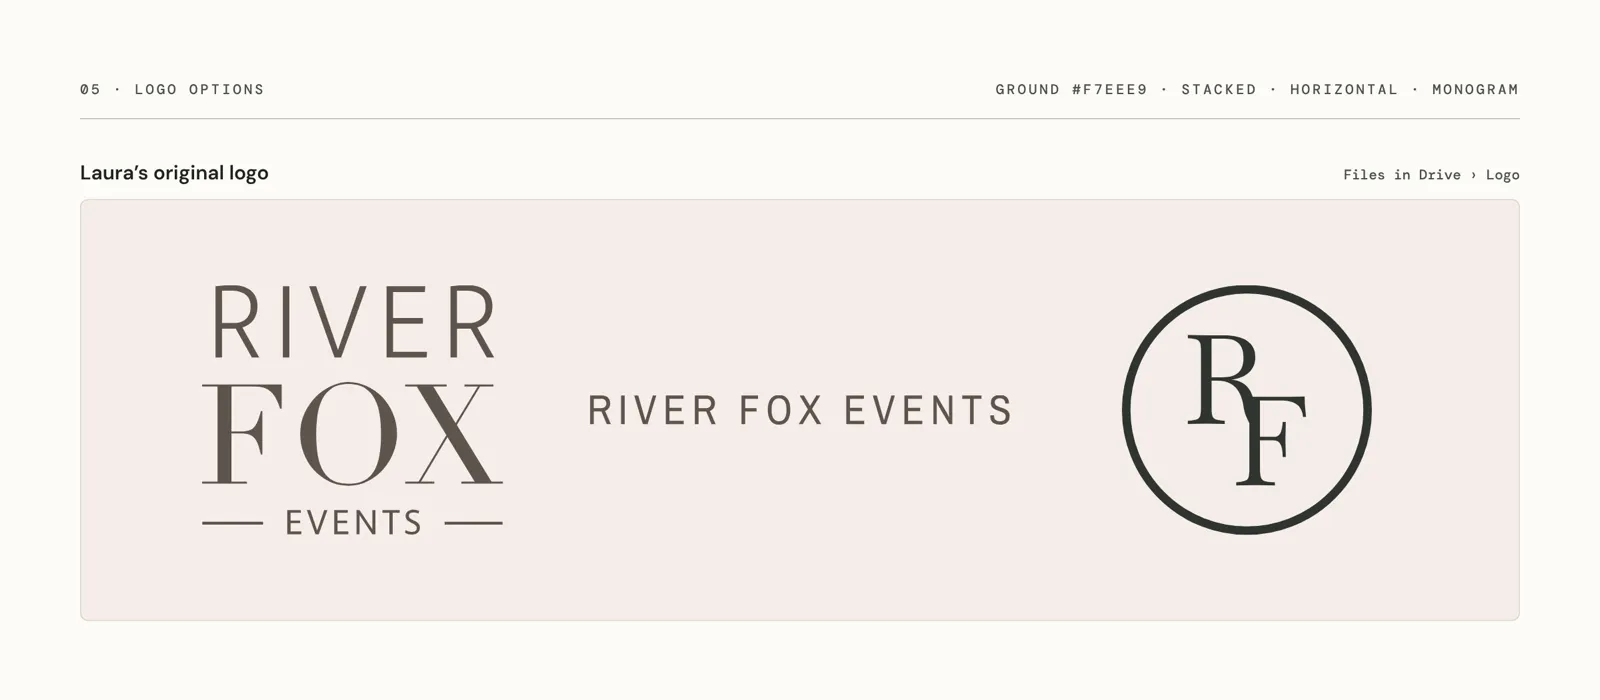 05 · LOGO OPTIONS
GROUND #F7EEE9 · STACKED · HORIZONTAL · MONOGRAM
Laura’s original logo
Files in Drive › Logo
RIVER
FOX
EVENTS
RIVER FOX EVENTS
RF